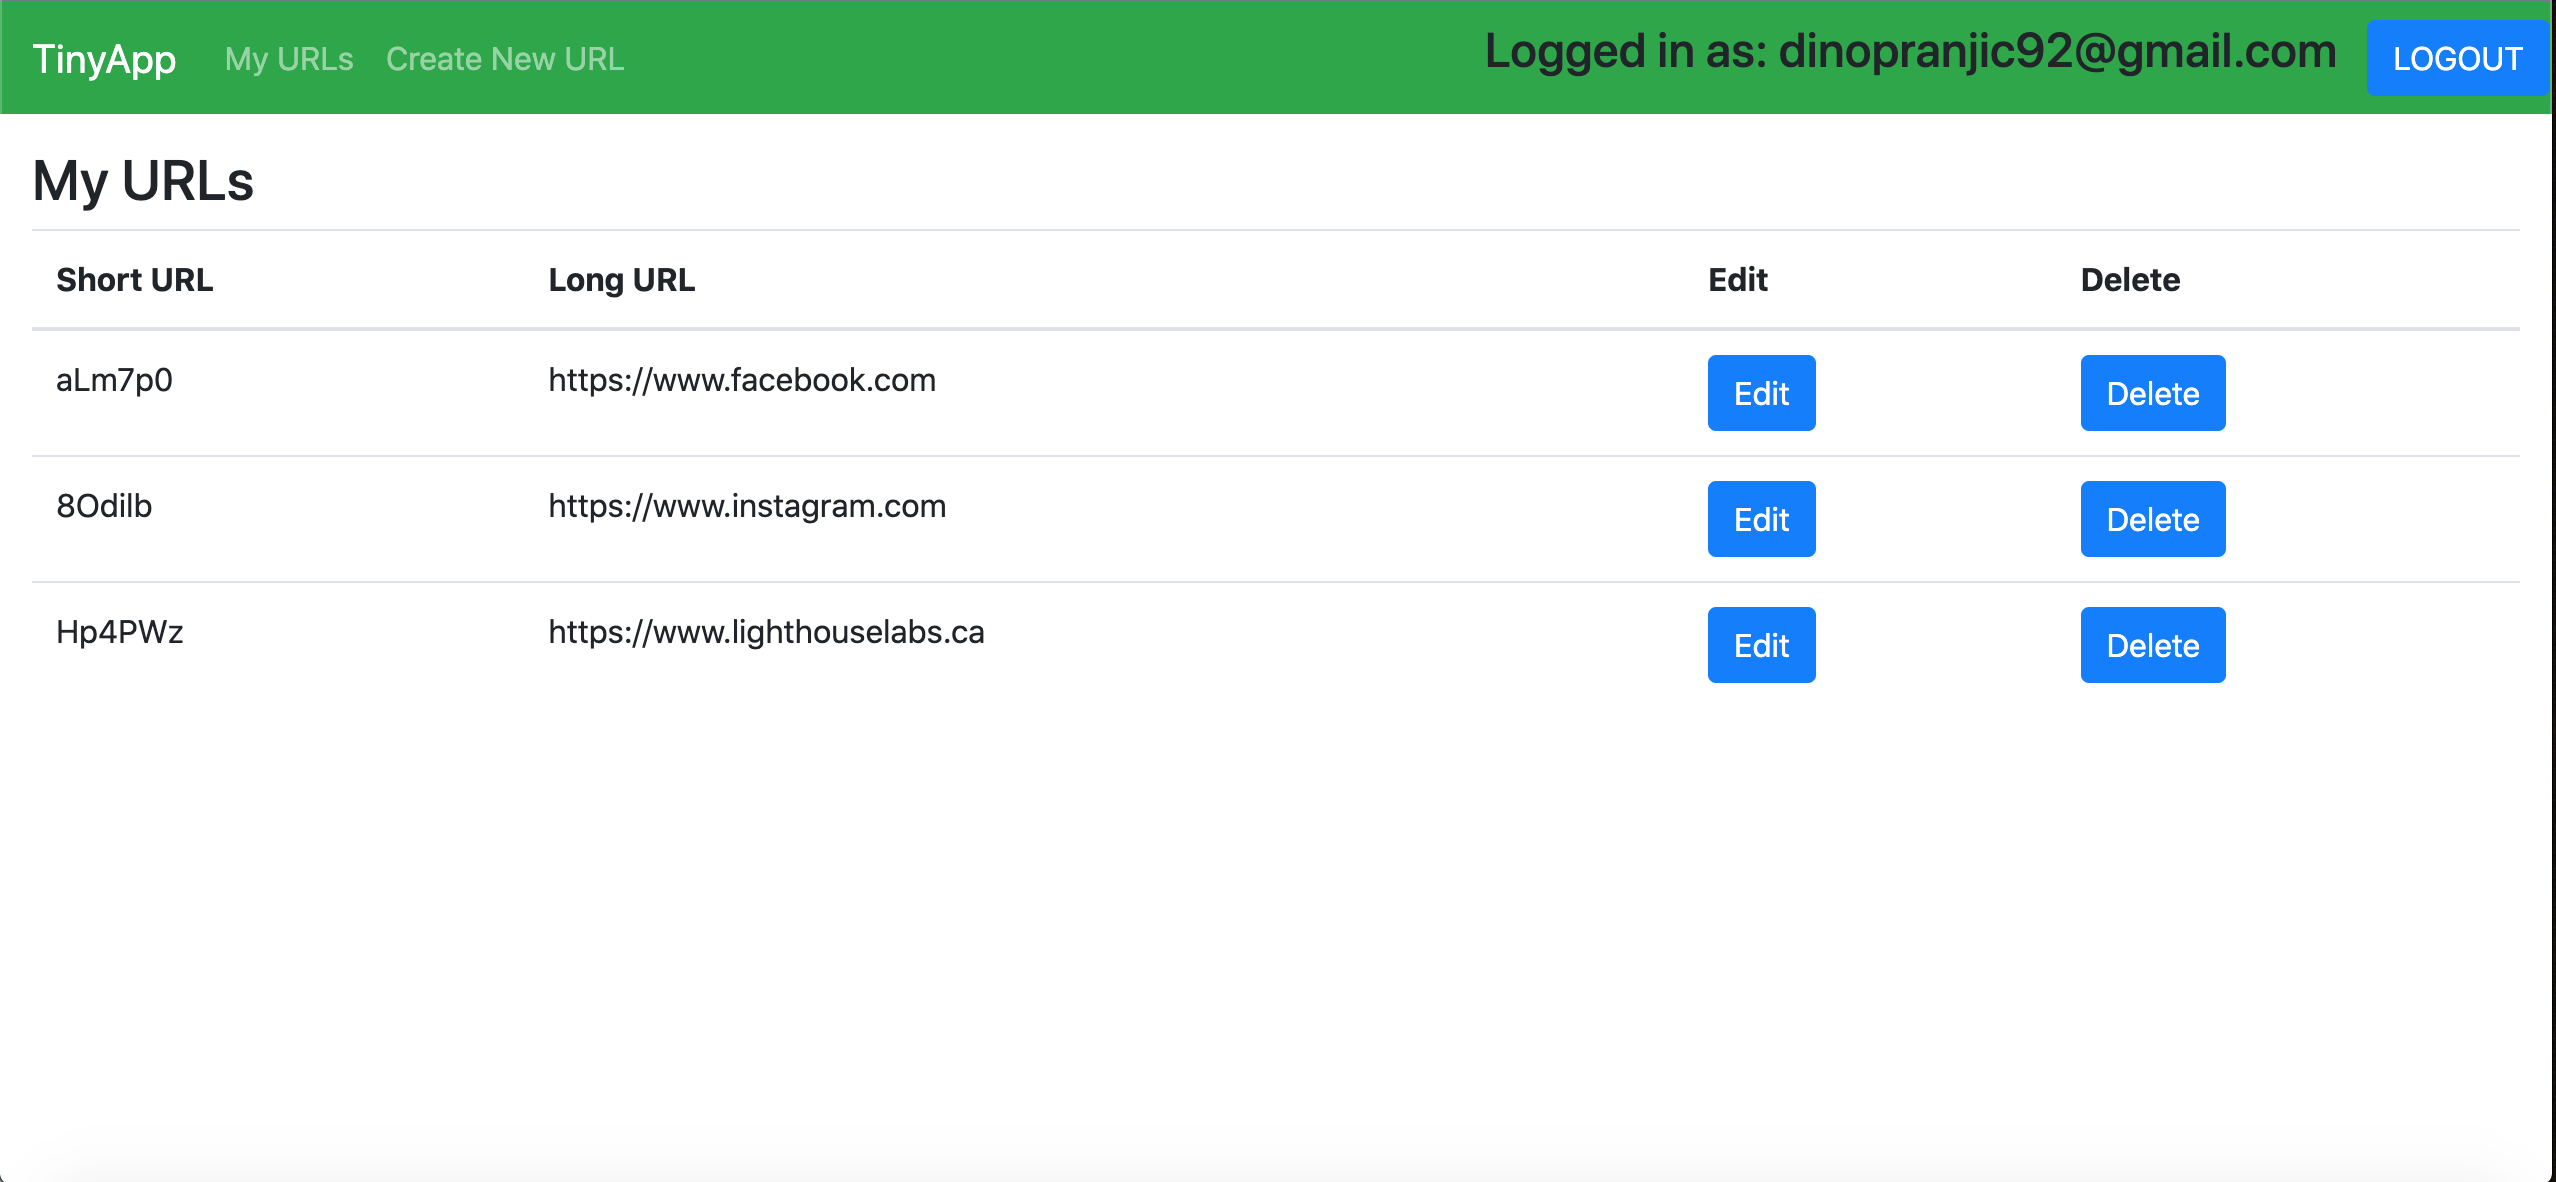 TinyApp My URLs Create New URL Logged in as: dinopranjic92@gmail.com LOGOUT
My URLs
Short URL Long URL Edit Delete
aLm7p0 https://www.facebook.com Edit Delete
8Odilb https://www.instagram.com Edit Delete
Hp4PWz https://www.lighthouselabs.ca Edit Delete